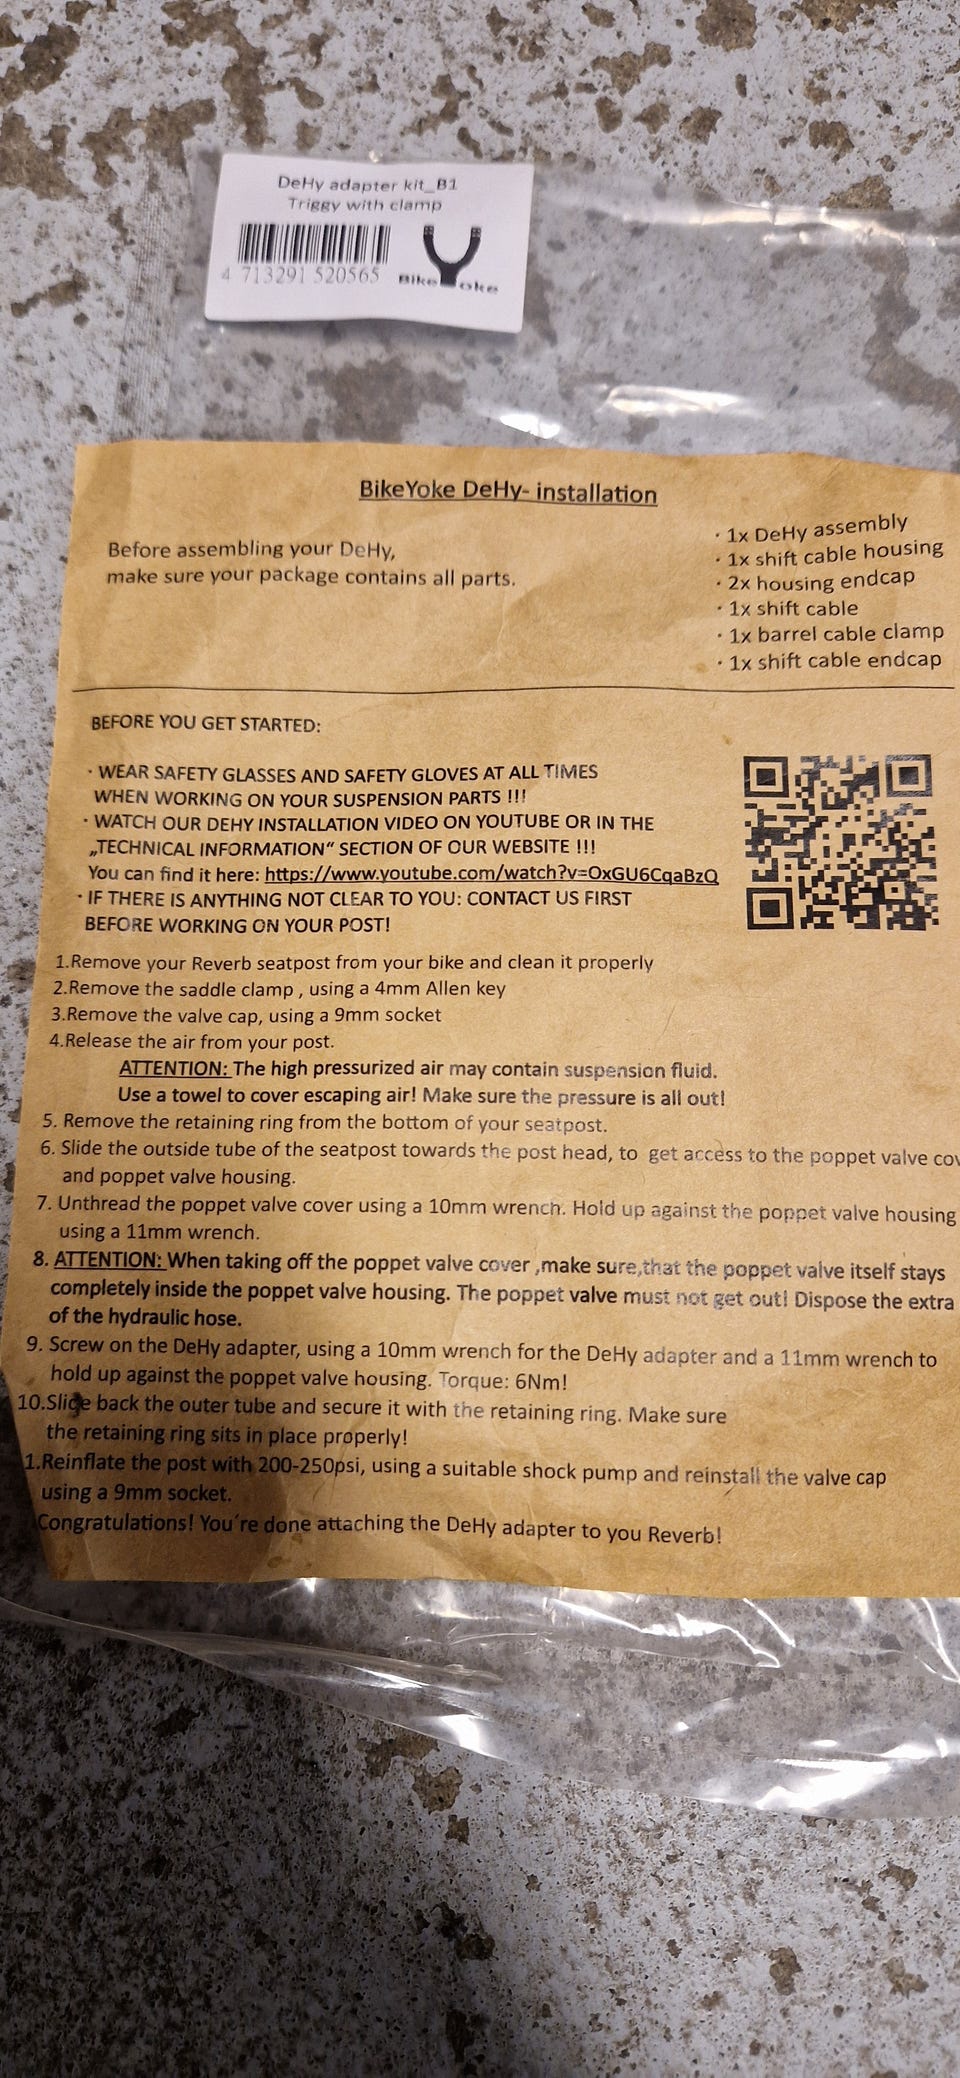 DeHy adapter kit_B1
Triggy with clamp
4 713291 520565
BikeYoke
BikeYoke DeHy- installation
Before assembling your DeHy,
make sure your package contains all parts.
· 1x DeHy assembly
· 1x shift cable housing
· 2x housing endcap
· 1x shift cable
· 1x barrel cable clamp
· 1x shift cable endcap
BEFORE YOU GET STARTED:
· WEAR SAFETY GLASSES AND SAFETY GLOVES AT ALL TIMES
WHEN WORKING ON YOUR SUSPENSION PARTS !!!
· WATCH OUR DEHY INSTALLATION VIDEO ON YOUTUBE OR IN THE
„TECHNICAL INFORMATION“ SECTION OF OUR WEBSITE !!!
You can find it here: https://www.youtube.com/watch?v=OxGU6CqaBzQ
· IF THERE IS ANYTHING NOT CLEAR TO YOU: CONTACT US FIRST
BEFORE WORKING ON YOUR POST!
1.Remove your Reverb seatpost from your bike and clean it properly
2.Remove the saddle clamp , using a 4mm Allen key
3.Remove the valve cap, using a 9mm socket
4.Release the air from your post.
ATTENTION: The high pressurized air may contain suspension fluid.
Use a towel to cover escaping air! Make sure the pressure is all out!
5. Remove the retaining ring from the bottom of your seatpost.
6. Slide the outside tube of the seatpost towards the post head, to get access to the poppet valve cov
and poppet valve housing.
7. Unthread the poppet valve cover using a 10mm wrench. Hold up against the poppet valve housing
using a 11mm wrench.
8. ATTENTION: When taking off the poppet valve cover ,make sure,that the poppet valve itself stays
completely inside the poppet valve housing. The poppet valve must not get out! Dispose the extra
of the hydraulic hose.
9. Screw on the DeHy adapter, using a 10mm wrench for the DeHy adapter and a 11mm wrench to
hold up against the poppet valve housing. Torque: 6Nm!
10.Slide back the outer tube and secure it with the retaining ring. Make sure
the retaining ring sits in place properly!
1.Reinflate the post with 200-250psi, using a suitable shock pump and reinstall the valve cap
using a 9mm socket.
Congratulations! You´re done attaching the DeHy adapter to you Reverb!